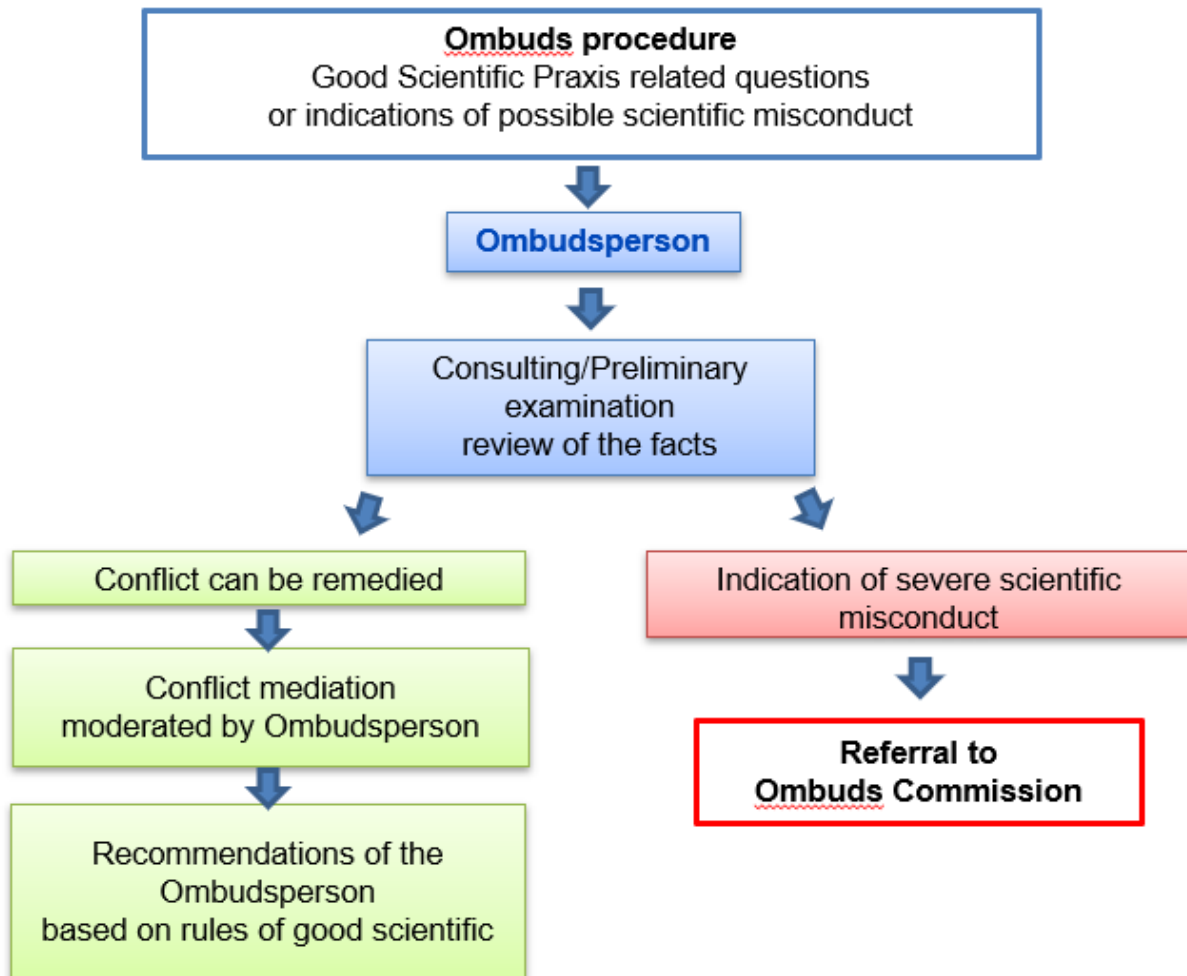 Ombuds procedure
Good Scientific Praxis related questions
or indications of possible scientific misconduct
Ombudsperson
Consulting/Preliminary
examination
review of the facts
Conflict can be remedied
Conflict mediation
moderated by Ombudsperson
Recommendations of the
Ombudsperson
based on rules of good scientific
Indication of severe scientific
misconduct
Referral to
Ombuds Commission